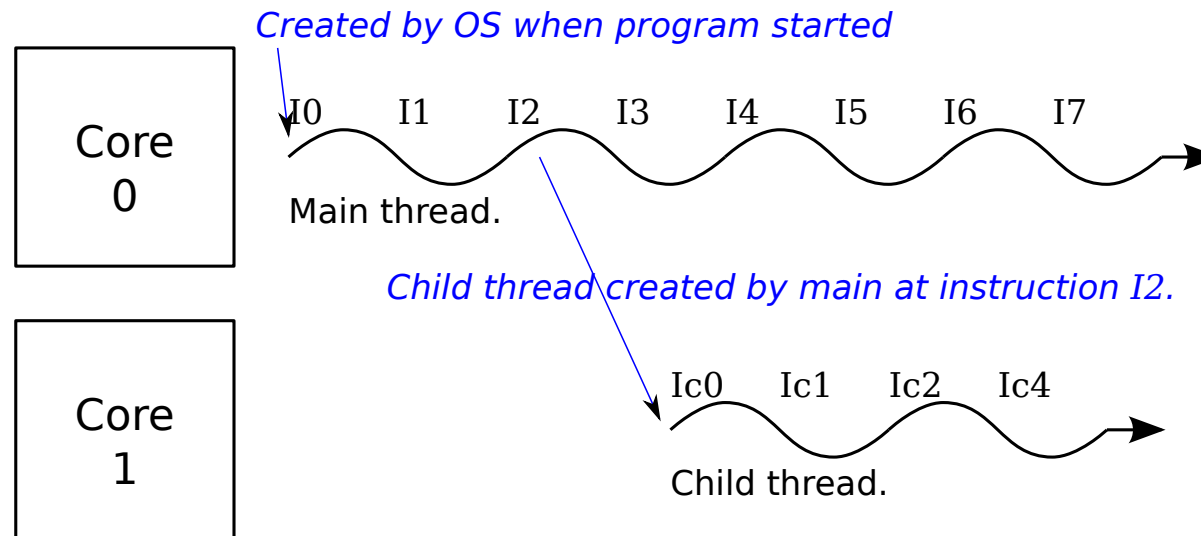 Created by OS when program started
Core
0
I0 I1 I2 I3 I4 I5 I6 I7
Main thread.
Child thread created by main at instruction I2.
Core
1
Ic0 Ic1 Ic2 Ic4
Child thread.